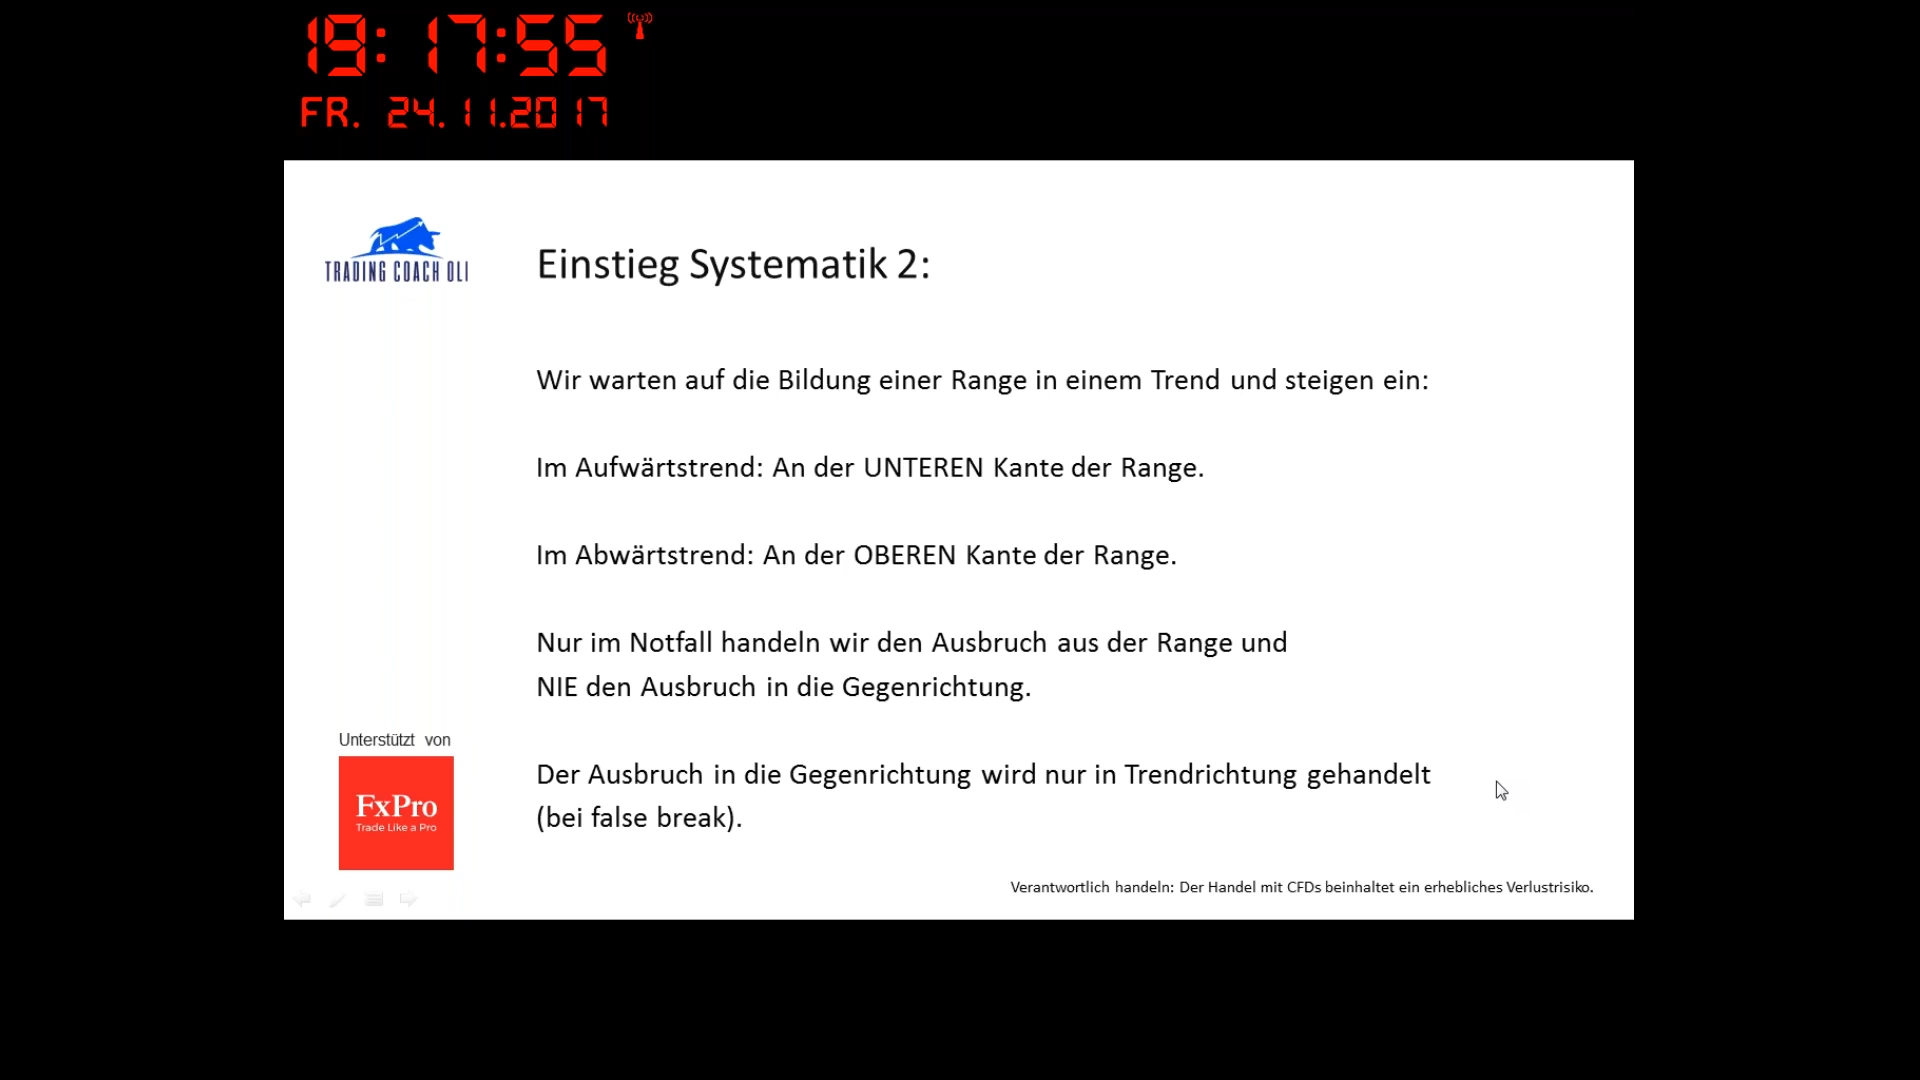 19:17:55
FR. 24.11.2017
TRADING COACH OLI
Einstieg Systematik 2:
Wir warten auf die Bildung einer Range in einem Trend und steigen ein:
Im Aufwärtstrend: An der UNTEREN Kante der Range.
Im Abwärtstrend: An der OBEREN Kante der Range.
Nur im Notfall handeln wir den Ausbruch aus der Range und
NIE den Ausbruch in die Gegenrichtung.
Der Ausbruch in die Gegenrichtung wird nur in Trendrichtung gehandelt
(bei false break).
Unterstützt von
FxPro
Trade Like a Pro
Verantwortlich handeln: Der Handel mit CFDs beinhaltet ein erhebliches Verlustrisiko.